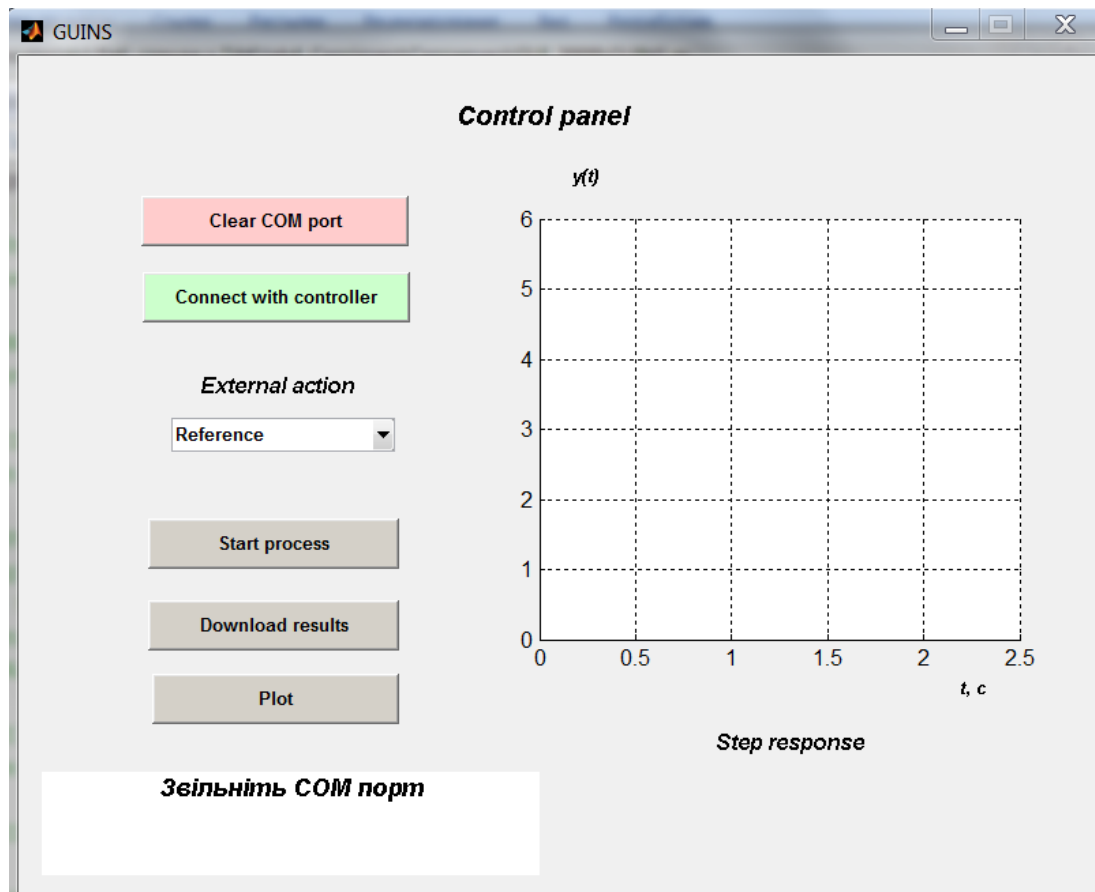 GUINS
Control panel
Clear COM port
Connect with controller
External action
Reference
Start process
Download results
Plot
Звільніть COM порт
y(t)
6
5
4
3
2
1
0
0 0.5 1 1.5 2 2.5
t, c
Step response